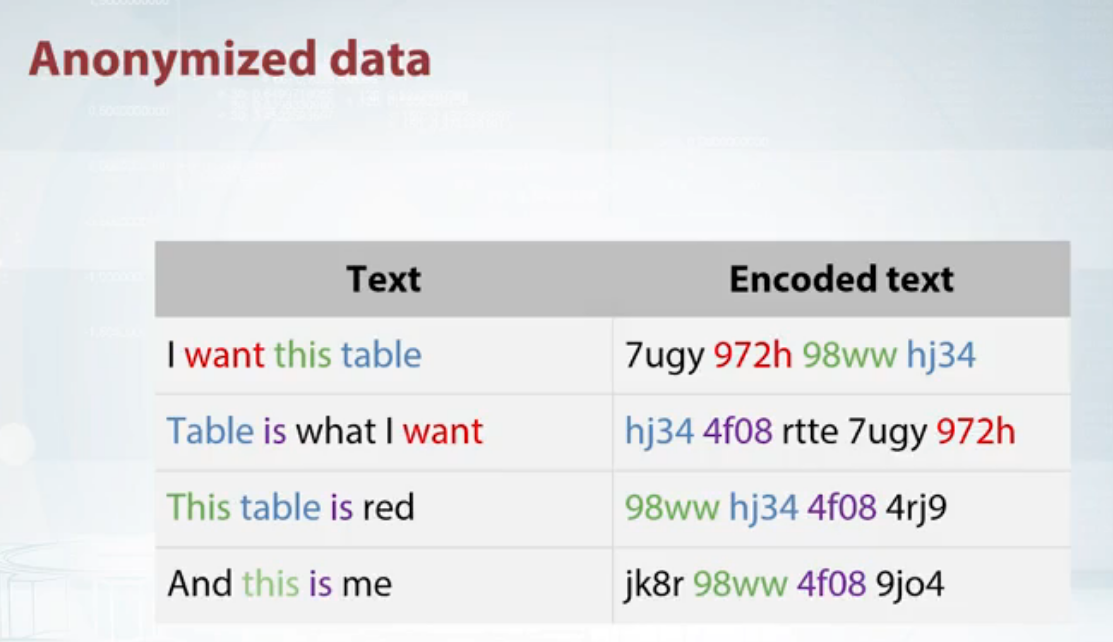 Anonymized data
Text Encoded text
I want this table 7ugy 972h 98ww hj34
Table is what I want hj34 4f08 rtte 7ugy 972h
This table is red 98ww hj34 4f08 4rj9
And this is me jk8r 98ww 4f08 9jo4